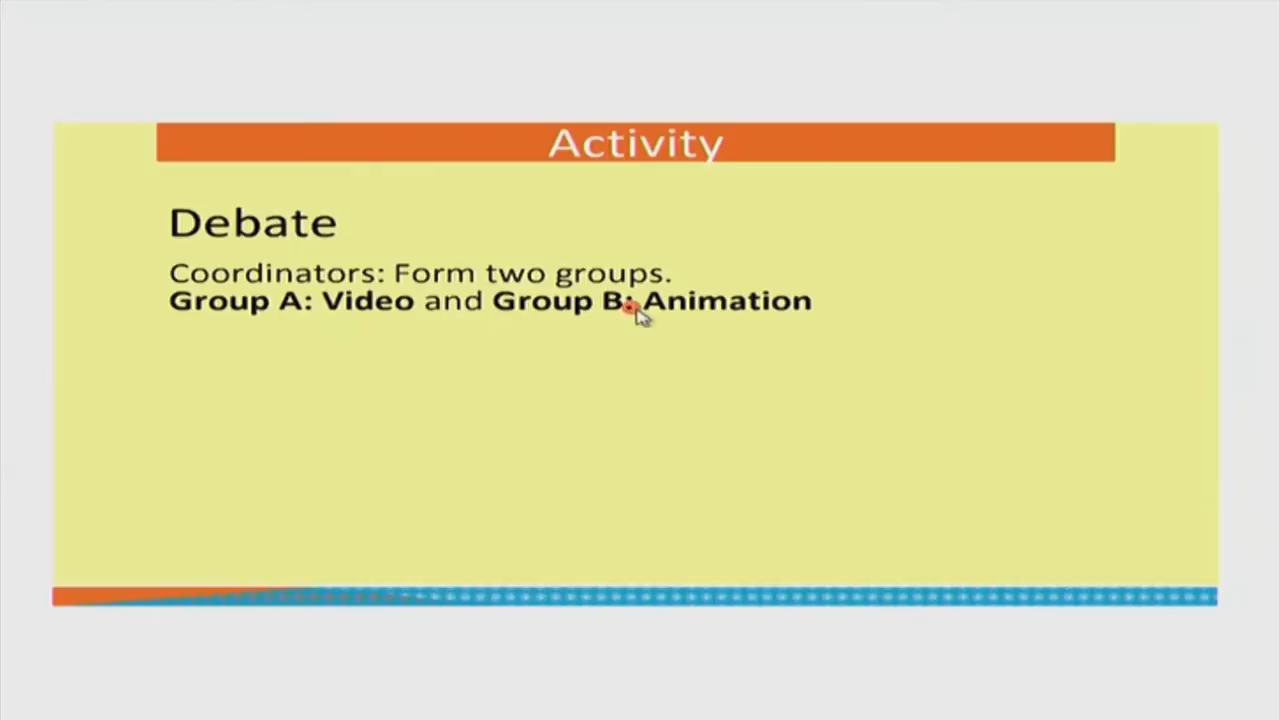 Activity
Debate
Coordinators: Form two groups.
Group A: Video and Group B: Animation